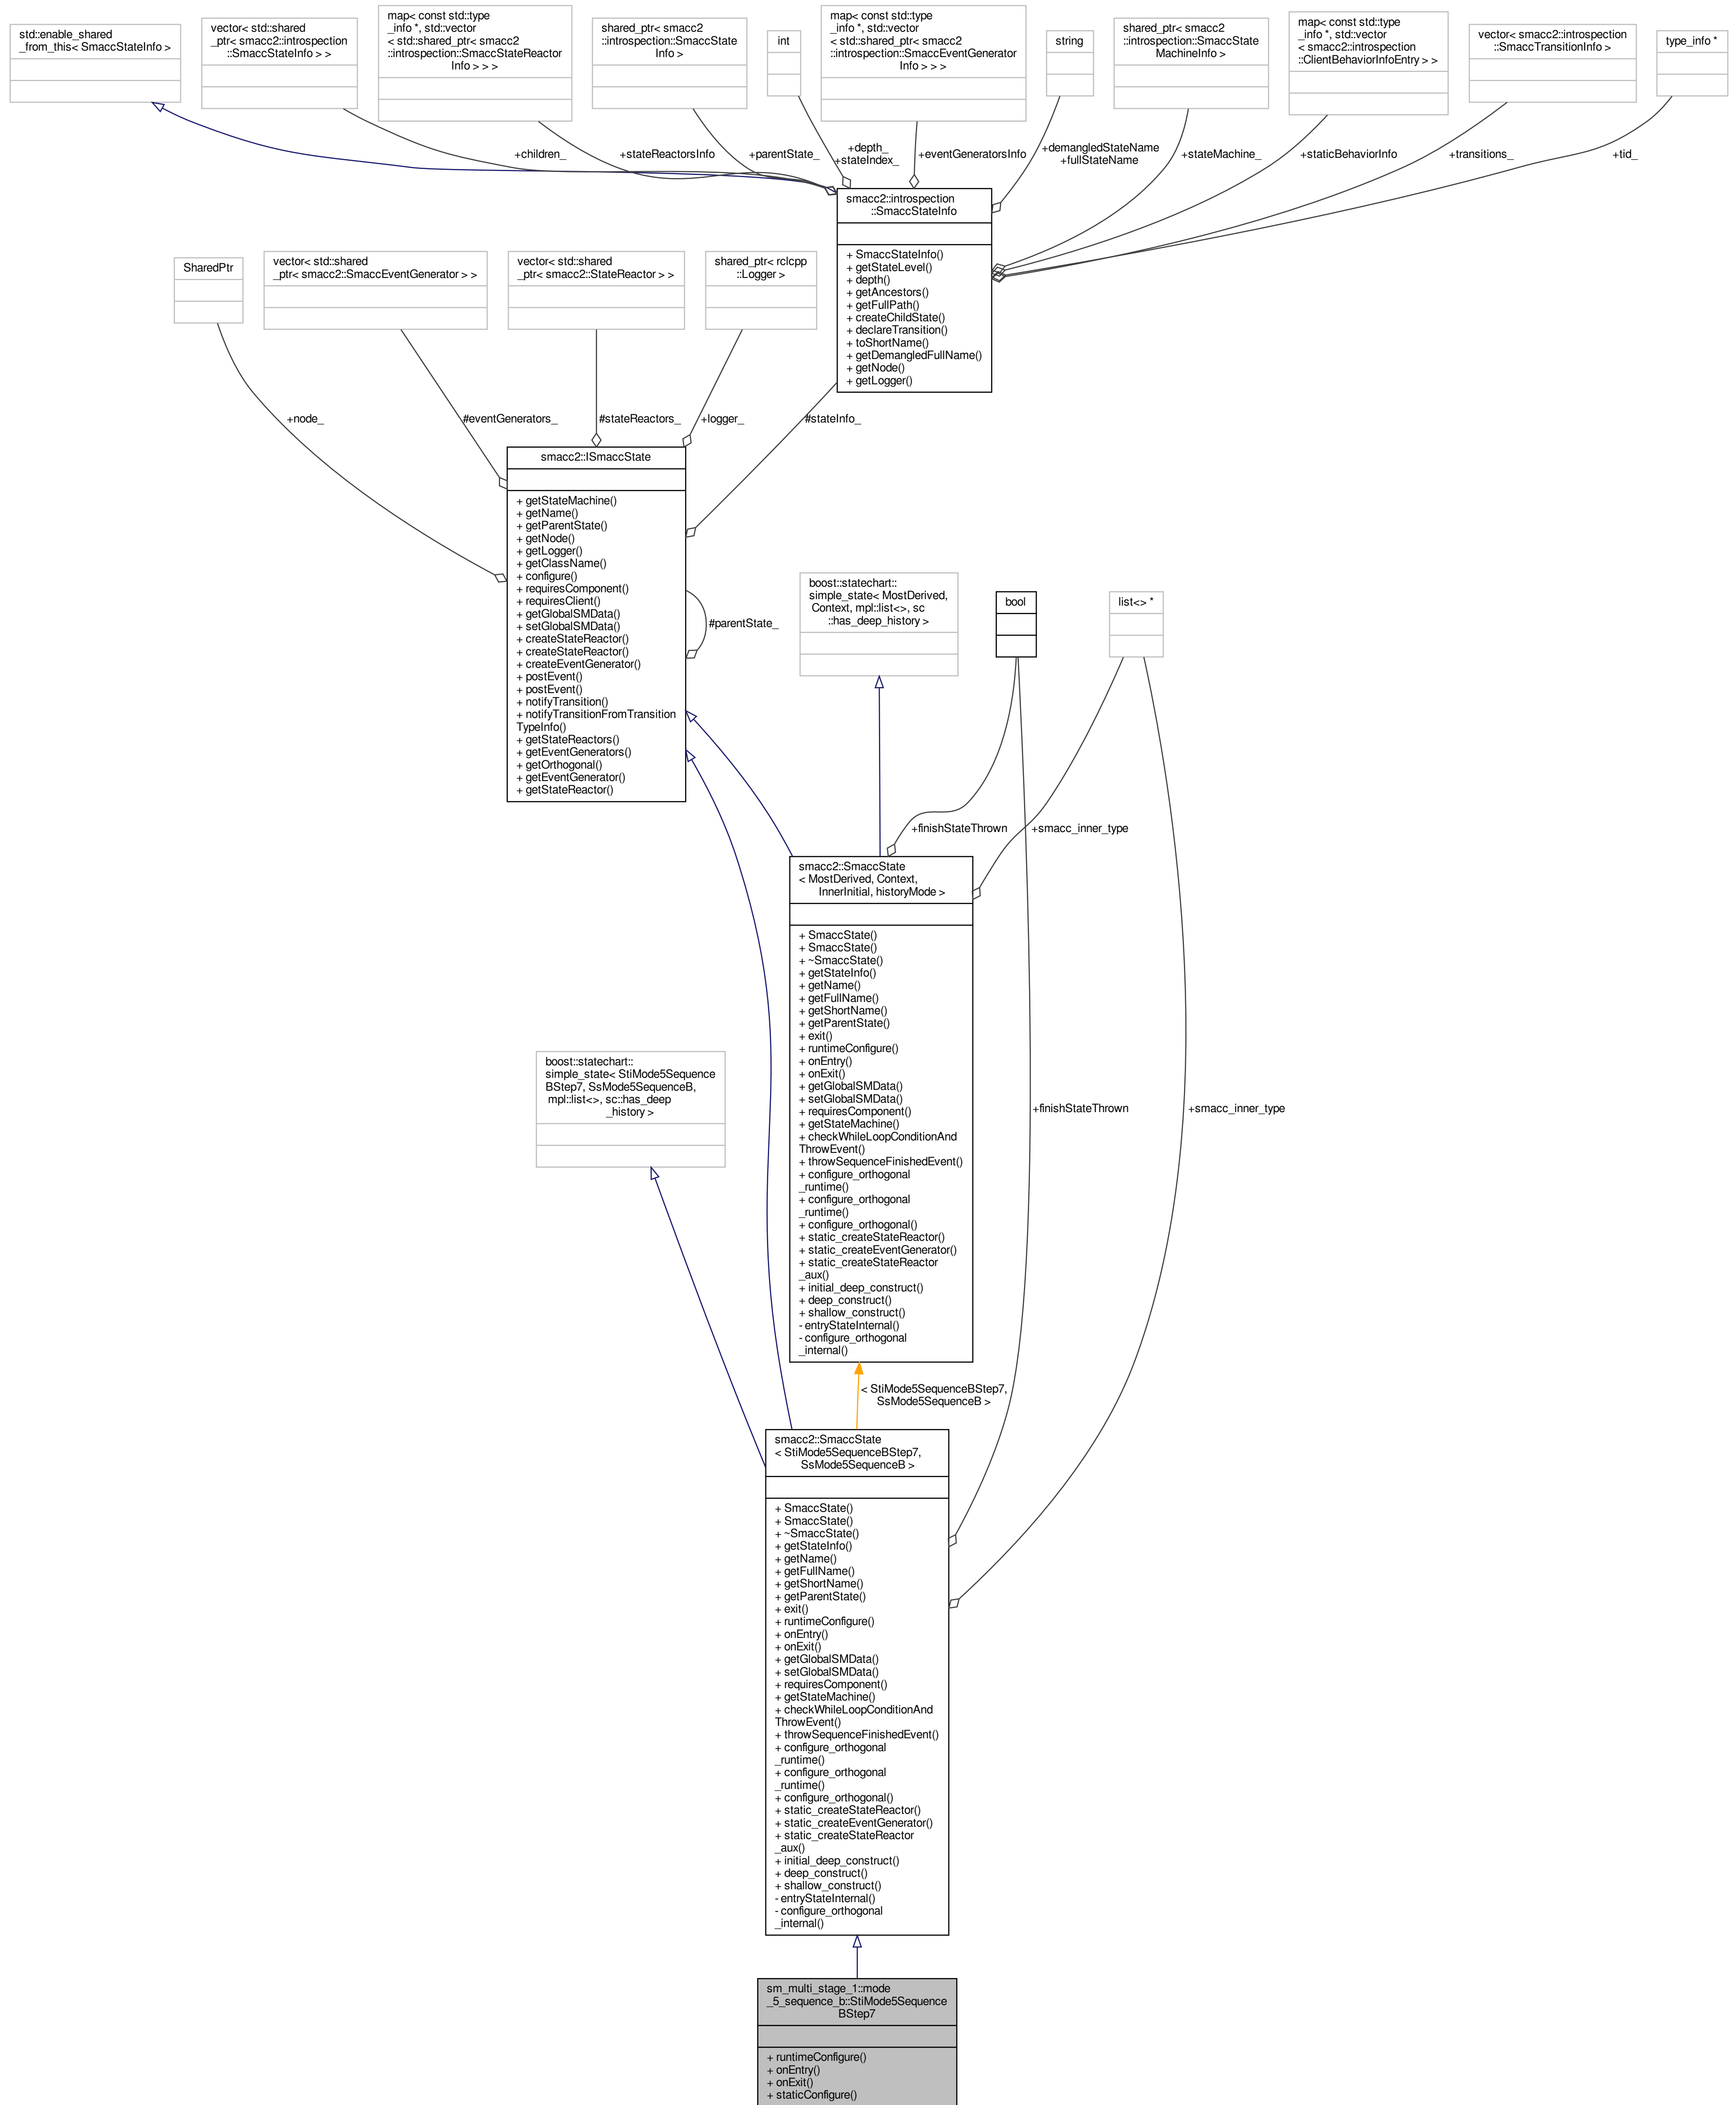 std::enable_shared
_from_this< SmaccStateInfo >
vector< std::shared
_ptr< smacc2::introspection
::SmaccStateInfo > >
map< const std::type
_info *, std::vector
< std::shared_ptr< smacc2
::introspection::SmaccStateReactor
Info > > >
shared_ptr< smacc2
::introspection::SmaccState
Info >
int
map< const std::type
_info *, std::vector
< std::shared_ptr< smacc2
::introspection::SmaccEventGenerator
Info > > >
string
shared_ptr< smacc2
::introspection::SmaccState
MachineInfo >
map< const std::type
_info *, std::vector
< smacc2::introspection
::ClientBehaviorInfoEntry > >
vector< smacc2::introspection
::SmaccTransitionInfo >
type_info *
+children_
+stateReactorsInfo
+parentState_
+depth_
+stateIndex_
+eventGeneratorsInfo
+demangledStateName
+fullStateName
+stateMachine_
+staticBehaviorInfo
+transitions_
+tid_
smacc2::introspection
::SmaccStateInfo
+ SmaccStateInfo()
+ getStateLevel()
+ depth()
+ getAncestors()
+ getFullPath()
+ createChildState()
+ declareTransition()
+ toShortName()
+ getDemangledFullName()
+ getNode()
+ getLogger()
SharedPtr
vector< std::shared
_ptr< smacc2::SmaccEventGenerator > >
vector< std::shared
_ptr< smacc2::StateReactor > >
shared_ptr< rclcpp
::Logger >
+node_
#eventGenerators_
#stateReactors_
+logger_
#stateInfo_
smacc2::ISmaccState
+ getStateMachine()
+ getName()
+ getParentState()
+ getNode()
+ getLogger()
+ getClassName()
+ configure()
+ requiresComponent()
+ requiresClient()
+ getGlobalSMData()
+ setGlobalSMData()
+ createStateReactor()
+ createStateReactor()
+ createEventGenerator()
+ postEvent()
+ postEvent()
+ notifyTransition()
+ notifyTransitionFromTransition
TypeInfo()
+ getStateReactors()
+ getEventGenerators()
+ getOrthogonal()
+ getEventGenerator()
+ getStateReactor()
#parentState_
boost::statechart::
simple_state< MostDerived,
Context, mpl::list<>, sc
::has_deep_history >
bool
list<> *
+finishStateThrown
+smacc_inner_type
smacc2::SmaccState
< MostDerived, Context,
InnerInitial, historyMode >
+ SmaccState()
+ SmaccState()
+ ~SmaccState()
+ getStateInfo()
+ getName()
+ getFullName()
+ getShortName()
+ getParentState()
+ exit()
+ runtimeConfigure()
+ onEntry()
+ onExit()
+ getGlobalSMData()
+ setGlobalSMData()
+ requiresComponent()
+ getStateMachine()
+ checkWhileLoopConditionAnd
ThrowEvent()
+ throwSequenceFinishedEvent()
+ configure_orthogonal
_runtime()
+ configure_orthogonal
_runtime()
+ configure_orthogonal()
+ static_createStateReactor()
+ static_createEventGenerator()
+ static_createStateReactor
_aux()
+ initial_deep_construct()
+ deep_construct()
+ shallow_construct()
- entryStateInternal()
- configure_orthogonal
_internal()
boost::statechart::
simple_state< StiMode5Sequence
BStep7, SsMode5SequenceB,
mpl::list<>, sc::has_deep
_history >
+finishStateThrown
+smacc_inner_type
< StiMode5SequenceBStep7,
SsMode5SequenceB >
smacc2::SmaccState
< StiMode5SequenceBStep7,
SsMode5SequenceB >
+ SmaccState()
+ SmaccState()
+ ~SmaccState()
+ getStateInfo()
+ getName()
+ getFullName()
+ getShortName()
+ getParentState()
+ exit()
+ runtimeConfigure()
+ onEntry()
+ onExit()
+ getGlobalSMData()
+ setGlobalSMData()
+ requiresComponent()
+ getStateMachine()
+ checkWhileLoopConditionAnd
ThrowEvent()
+ throwSequenceFinishedEvent()
+ configure_orthogonal
_runtime()
+ configure_orthogonal
_runtime()
+ configure_orthogonal()
+ static_createStateReactor()
+ static_createEventGenerator()
+ static_createStateReactor
_aux()
+ initial_deep_construct()
+ deep_construct()
+ shallow_construct()
- entryStateInternal()
- configure_orthogonal
_internal()
sm_multi_stage_1::mode
_5_sequence_b::StiMode5Sequence
BStep7
+ runtimeConfigure()
+ onEntry()
+ onExit()
+ staticConfigure()